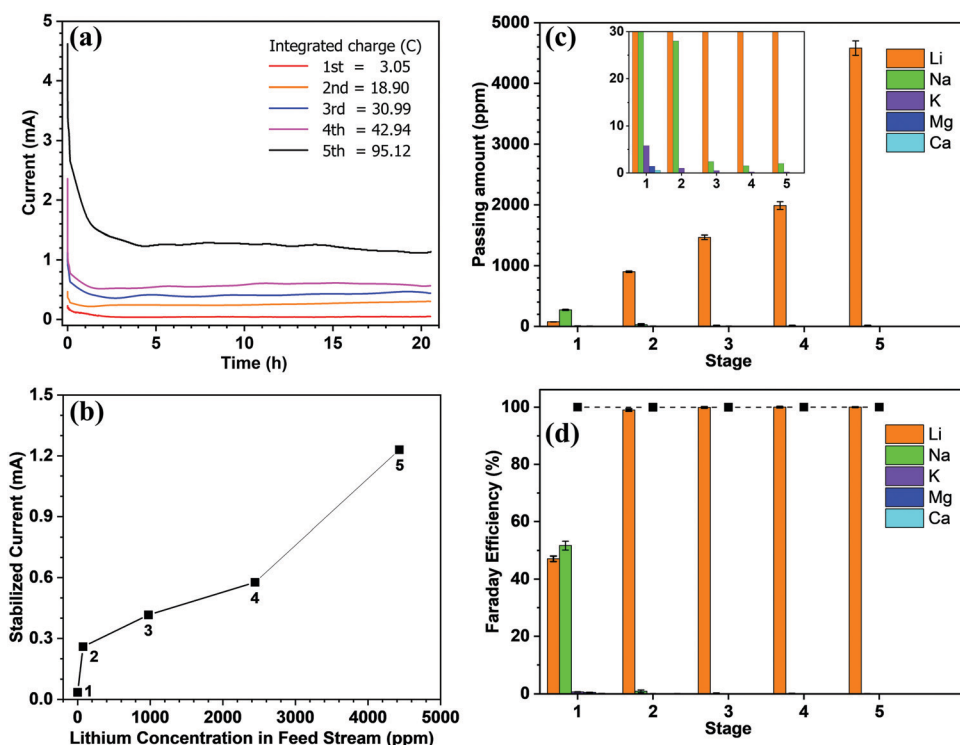 (a)
Integrated charge (C)
1st = 3.05
2nd = 18.90
3rd = 30.99
4th = 42.94
5th = 95.12
5
4
3
2
1
0
Current (mA)
0 5 10 15 20
Time (h)
(b)
1.5
1.2
0.9
0.6
0.3
0.0
Stabilized Current (mA)
1
2
3
4
5
0 1000 2000 3000 4000 5000
Lithium Concentration in Feed Stream (ppm)
(c)
5000
4000
3000
2000
1000
0
Passing amount (ppm)
30
20
10
0
1 2 3 4 5
Li
Na
K
Mg
Ca
1 2 3 4 5
Stage
(d)
100
80
60
40
20
0
Faraday Efficiency (%)
Li
Na
K
Mg
Ca
1 2 3 4 5
Stage